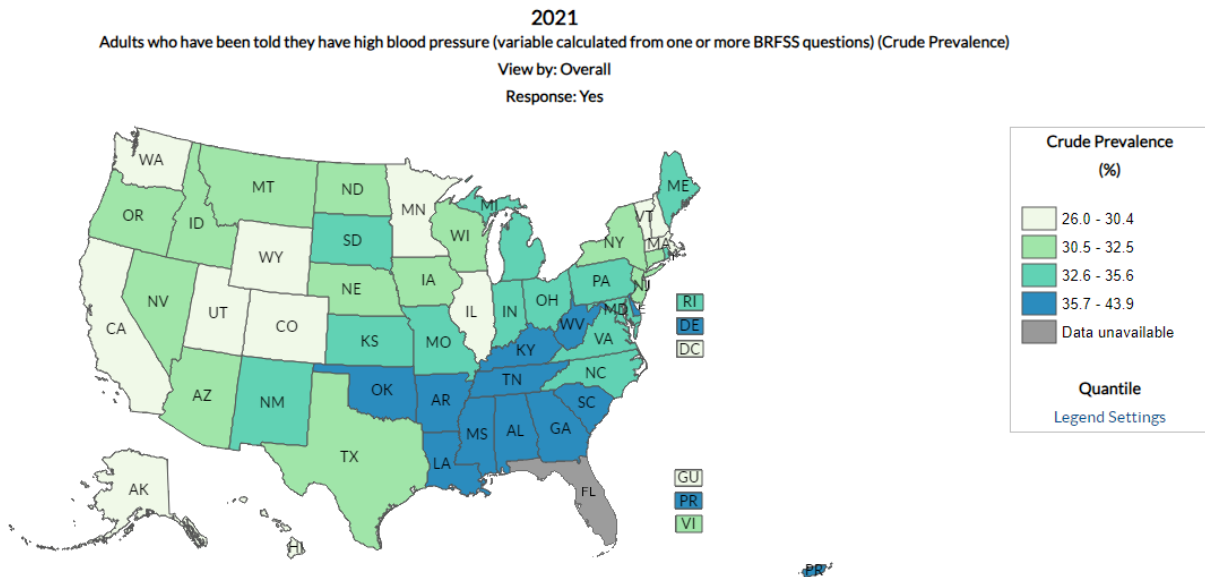 2021
Adults who have been told they have high blood pressure (variable calculated from one or more BRFSS questions) (Crude Prevalence)
View by: Overall
Response: Yes
Crude Prevalence
(%)
26.0 - 30.4
30.5 - 32.5
32.6 - 35.6
35.7 - 43.9
Data unavailable
Quantile
Legend Settings
WA
MT
ND
MN
MI
ME
VT
OR
ID
SD
WI
NY
MA
WY
NE
IA
PA
NJ
NV
UT
CO
IL
IN
OH
MD
CA
KS
MO
WV
VA
KY
AZ
NM
OK
AR
TN
NC
SC
TX
LA
MS
AL
GA
FL
AK
HI
RI
DE
DC
GU
PR
VI
PR